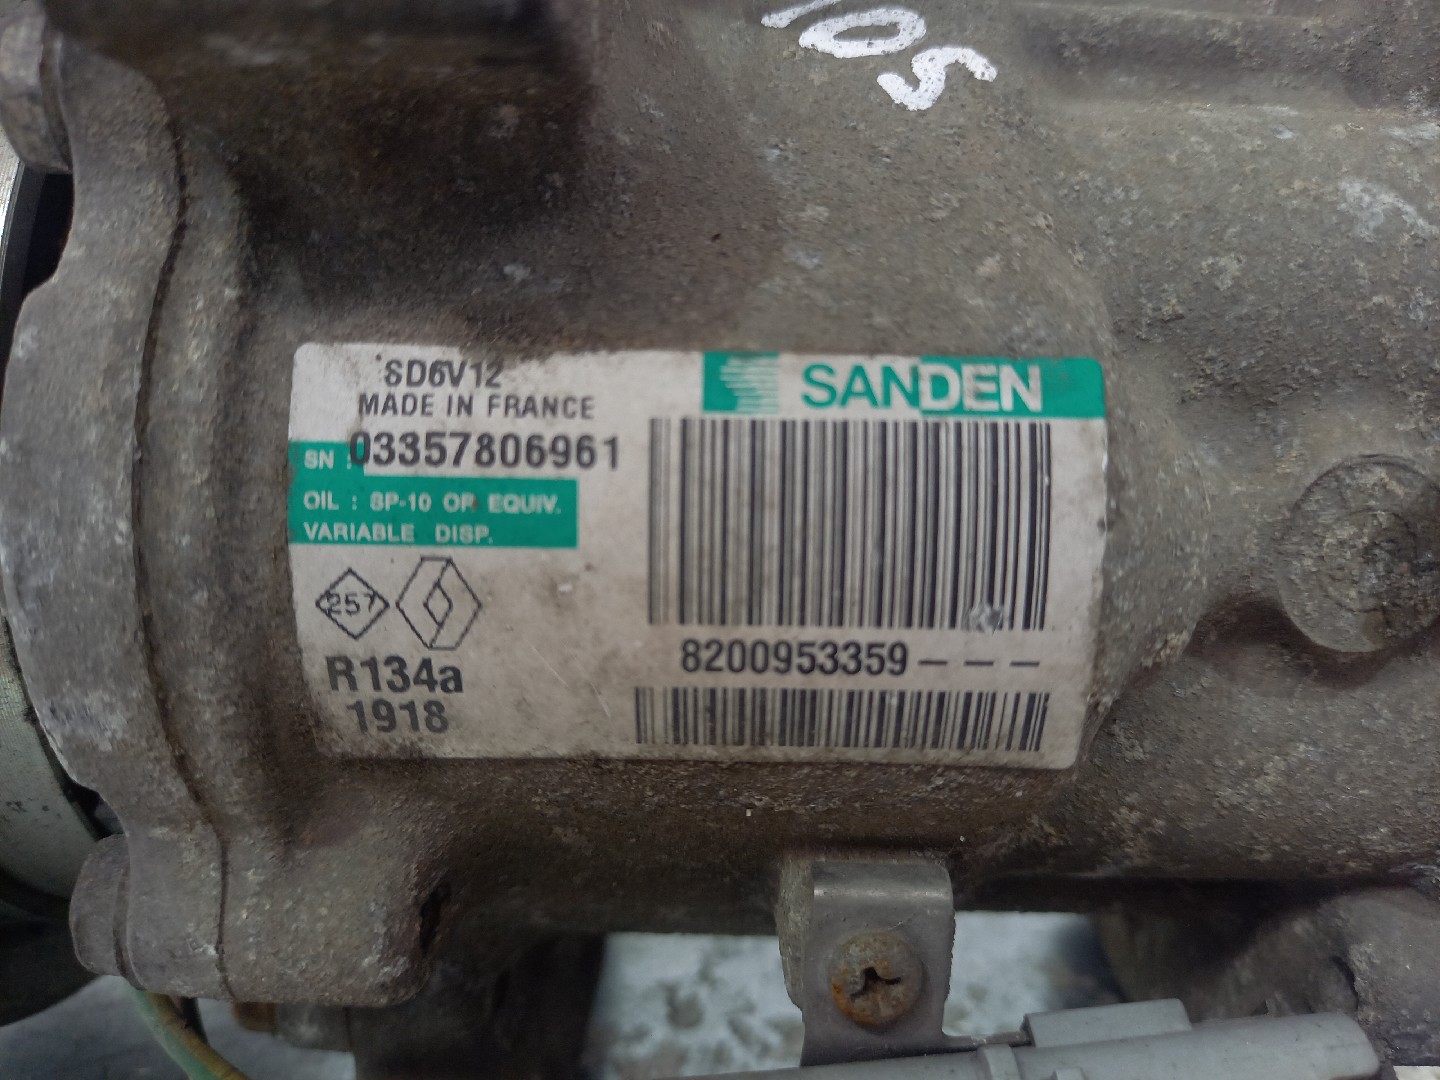 105
SD6V12
MADE IN FRANCE
SANDEN
SN : 03357806961
OIL : SP-10 OR EQUIV.
VARIABLE DISP.
257
R134a
1918
8200953359– – –